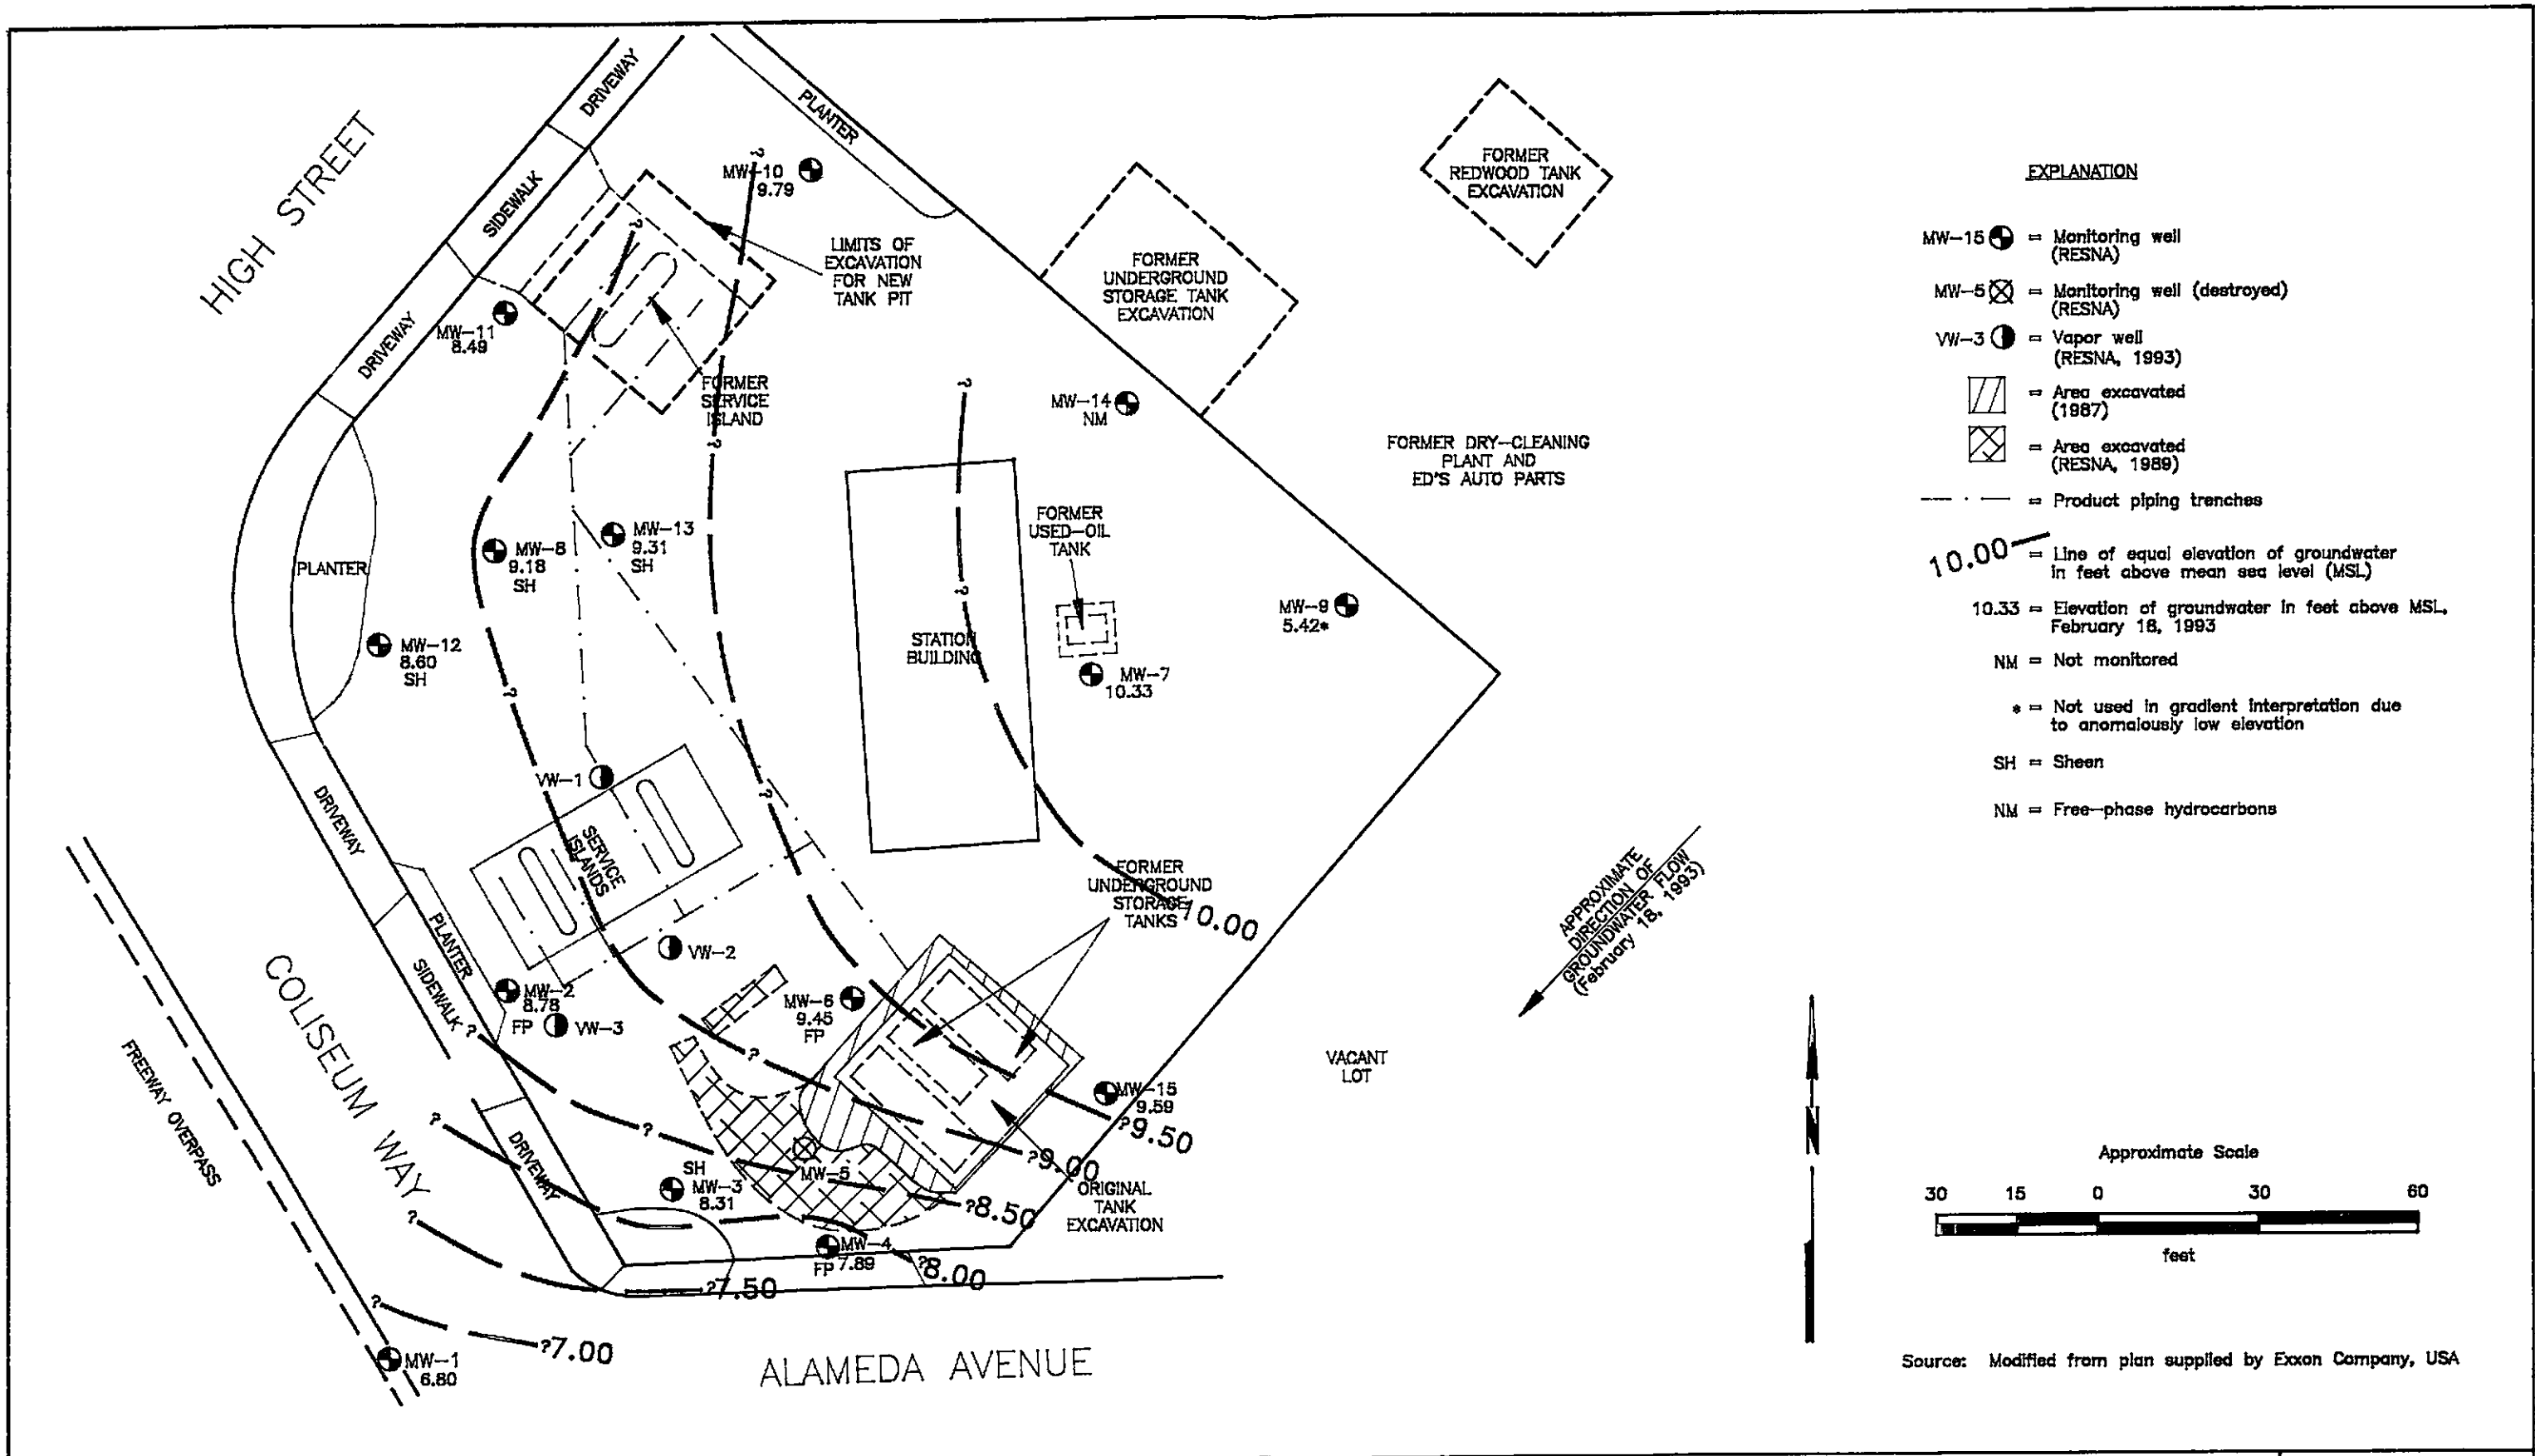 HIGH STREET
DRIVEWAY
SIDEWALK
DRIVEWAY
PLANTER
MW-10
9.79
?
?
LIMITS OF
EXCAVATION
FOR NEW
TANK PIT
MW-11
8.49
FORMER
SERVICE
ISLAND
?
FORMER
UNDERGROUND
STORAGE TANK
EXCAVATION
FORMER
REDWOOD TANK
EXCAVATION
?
MW-14
NM
FORMER DRY-CLEANING
PLANT AND
ED'S AUTO PARTS
PLANTER
MW-8
9.18
SH
MW-13
9.31
SH
FORMER
USED-OIL
TANK
?
MW-9
5.42*
MW-12
8.60
SH
STATION
BUILDING
MW-7
10.33
?
VW-1
?
DRIVEWAY
SERVICE
ISLANDS
FORMER
UNDERGROUND
STORAGE
TANKS
10.00
PLANTER
SIDEWALK
VW-2
MW-2
8.78
FP
VW-3
?
MW-6
9.45
FP
?
MW-15
9.59
?9.50
VACANT
LOT
COLISEUM WAY
FREEWAY OVERPASS
?
?
DRIVEWAY
SH
MW-3
8.31
MW-5
?9.00
ORIGINAL
TANK
EXCAVATION
?8.50
?
MW-4
FP 7.89
?8.00
?7.50
?
?7.00
MW-1
6.80
ALAMEDA AVENUE
APPROXIMATE
DIRECTION OF
GROUNDWATER FLOW
(February 18, 1993)
N
EXPLANATION
MW-15 = Monitoring well
(RESNA)
MW-5 = Monitoring well (destroyed)
(RESNA)
VW-3 = Vapor well
(RESNA, 1993)
= Area excavated
(1987)
= Area excavated
(RESNA, 1989)
= Product piping trenches
10.00 = Line of equal elevation of groundwater
in feet above mean sea level (MSL)
10.33 = Elevation of groundwater in feet above MSL,
February 18, 1993
NM = Not monitored
* = Not used in gradient interpretation due
to anomalously low elevation
SH = Sheen
NM = Free-phase hydrocarbons
Approximate Scale
30 15 0 30 60
feet
Source: Modified from plan supplied by Exxon Company, USA